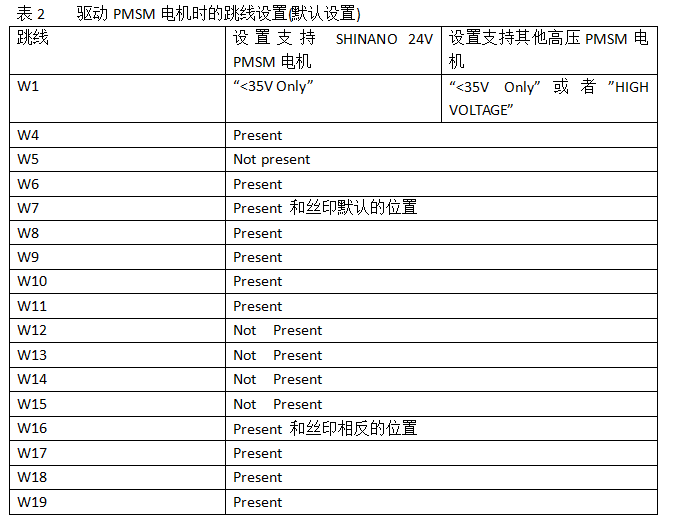 表 2 驱动 PMSM 电机时的跳线设置(默认设置)
跳线 设置支持 SHINANO 24V 设置支持其他高压 PMSM 电
PMSM 电机 机
W1 “<35V Only” “<35V Only” 或者 ”HIGH
VOLTAGE”
W4 Present
W5 Not present
W6 Present
W7 Present 和丝印默认的位置
W8 Present
W9 Present
W10 Present
W11 Present
W12 Not Present
W13 Not Present
W14 Not Present
W15 Not Present
W16 Present 和丝印相反的位置
W17 Present
W18 Present
W19 Present